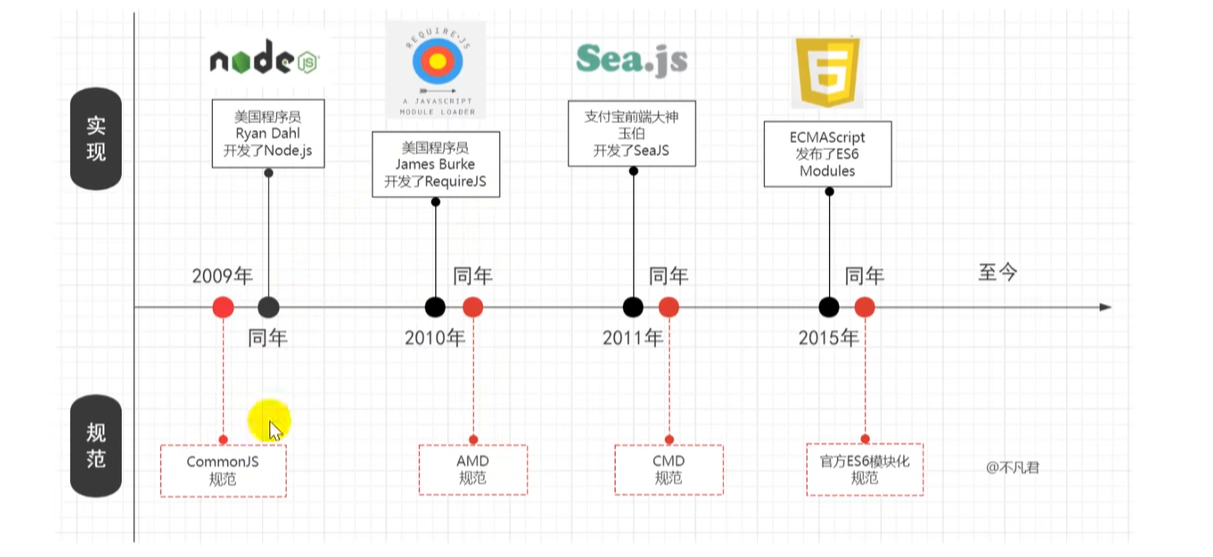 node
JS
REQUIRE·JS
A JAVASCRIPT
MODULE LOADER
Sea.js
6
实现
美国程序员
Ryan Dahl
开发了Node.js
美国程序员
James Burke
开发了RequireJS
支付宝前端大神
玉伯
开发了SeaJS
ECMAScript
发布了ES6
Modules
2009年
同年
同年
同年
至今
同年
2010年
2011年
2015年
规范
CommonJS
规范
AMD
规范
CMD
规范
官方ES6模块化
规范
@不凡君